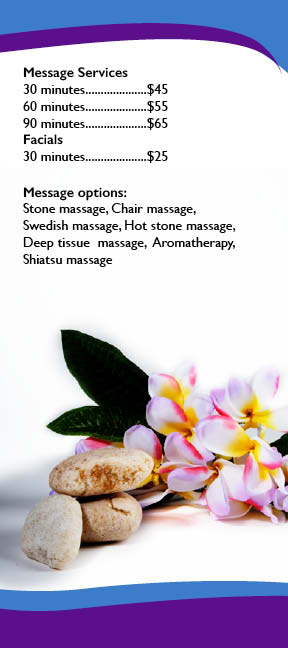 Message Services
30 minutes....................$45
60 minutes....................$55
90 minutes....................$65
Facials
30 minutes....................$25
Message options:
Stone massage, Chair massage,
Swedish massage, Hot stone massage,
Deep tissue  massage,  Aromatherapy,
Shiatsu massage